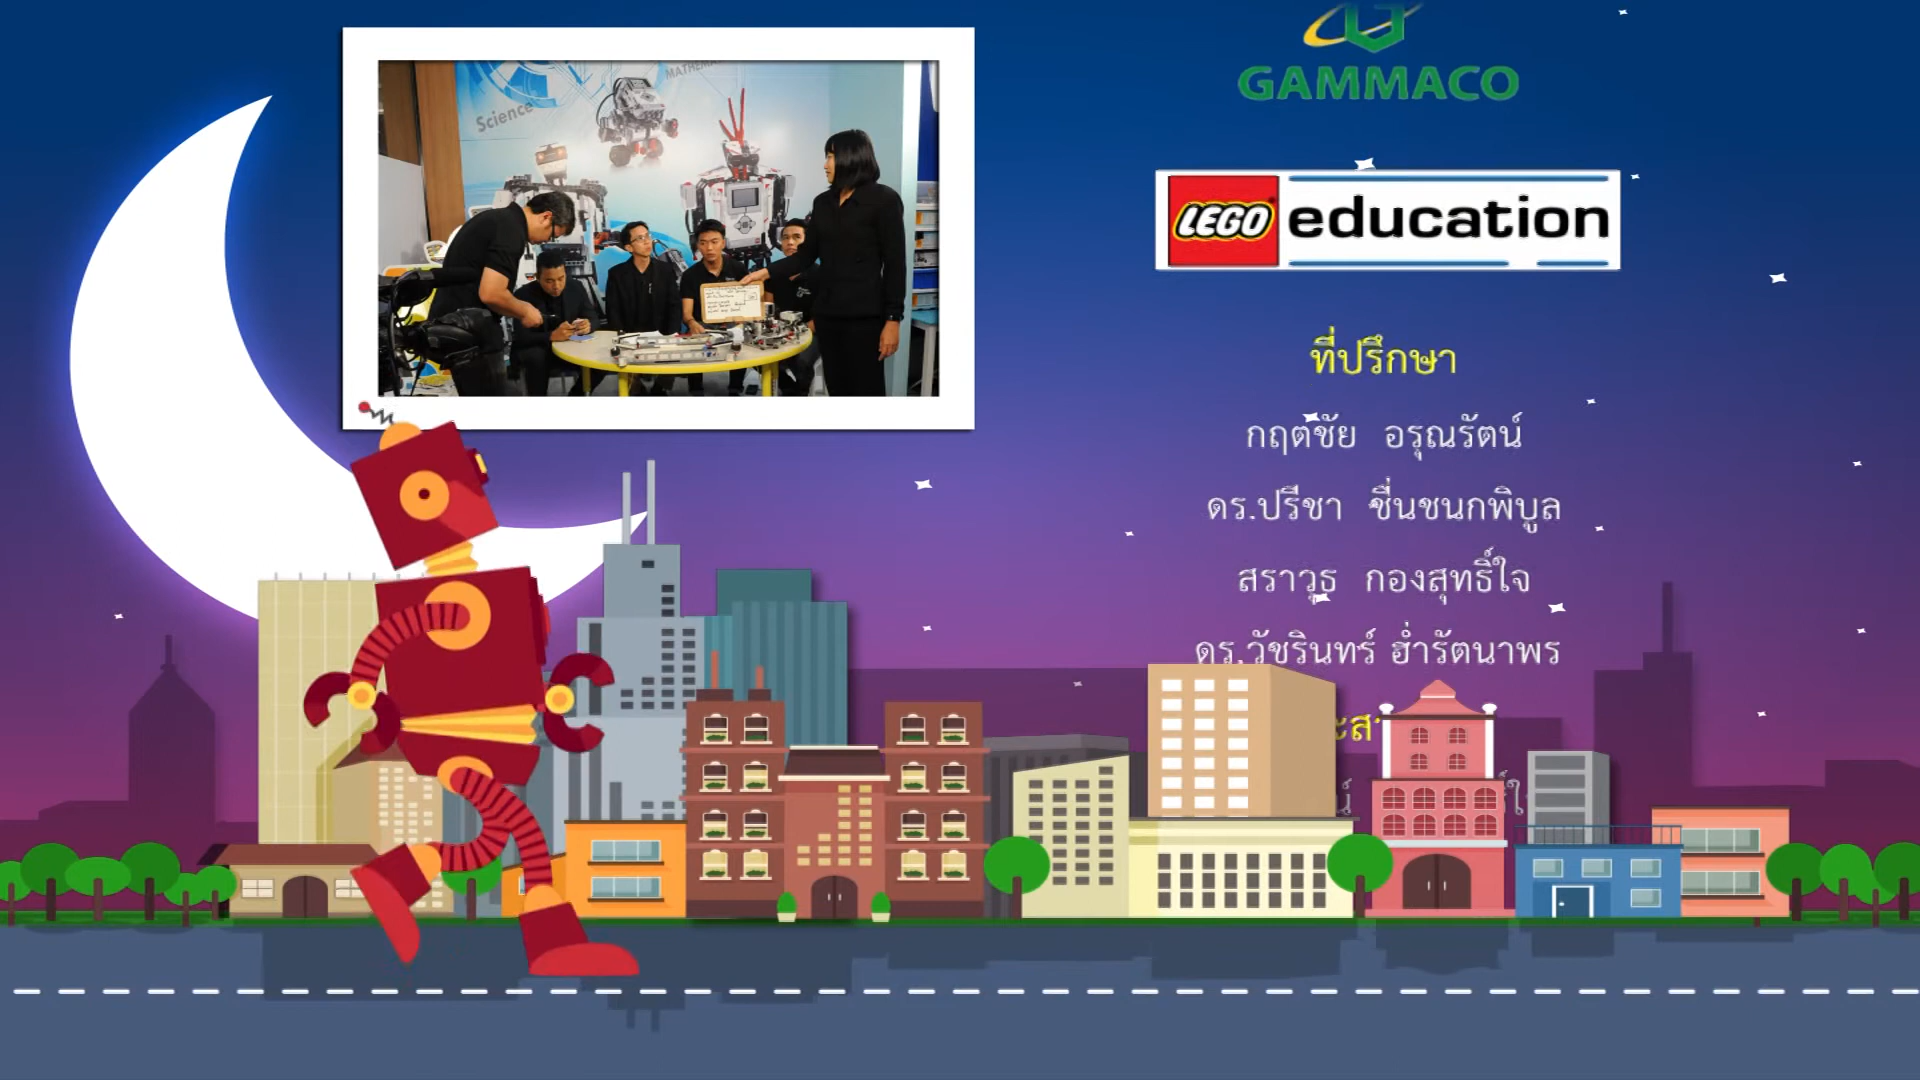 Science
GAMMACO
LEGO education
ที่ปรึกษา
กฤตชัย อรุณรัตน์
ดร.ปรีชา ชื่นชนกพิบูล
สราวุธ กองสุทธิ์ใจ
ดร.วัชรินทร์ ฮ่ำรัตนาพร